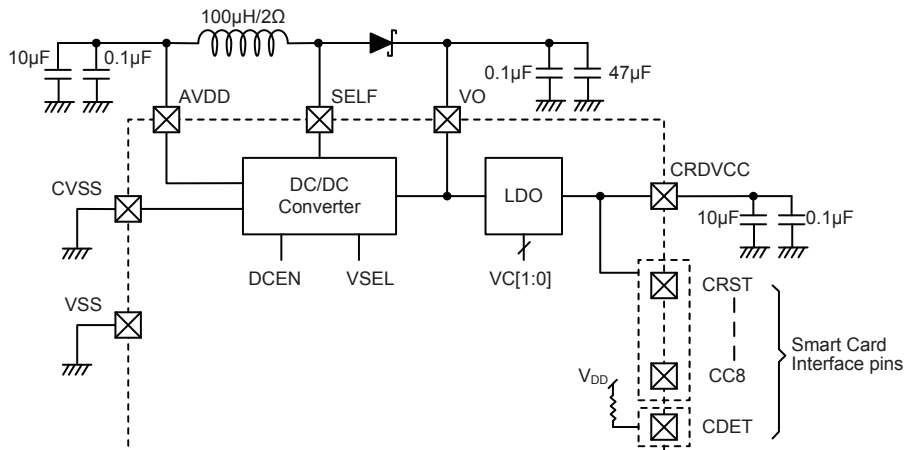 100µH/2Ω
10µF
0.1µF
0.1µF
47µF
AVDD
SELF
VO
CVSS
DC/DC
Converter
LDO
CRDVCC
10µF
0.1µF
DCEN
VSEL
VC[1:0]
CRST
VSS
Smart Card
Interface pins
VDD
CC8
CDET